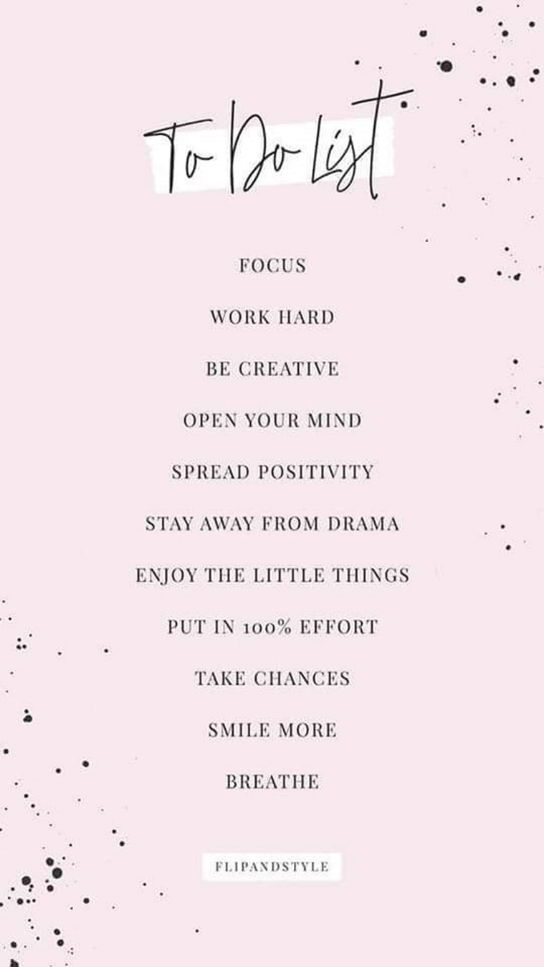 To Do List
FOCUS
WORK HARD
BE CREATIVE
OPEN YOUR MIND
SPREAD POSITIVITY
STAY AWAY FROM DRAMA
ENJOY THE LITTLE THINGS
PUT IN 100% EFFORT
TAKE CHANCES
SMILE MORE
BREATHE
FLIPANDSTYLE